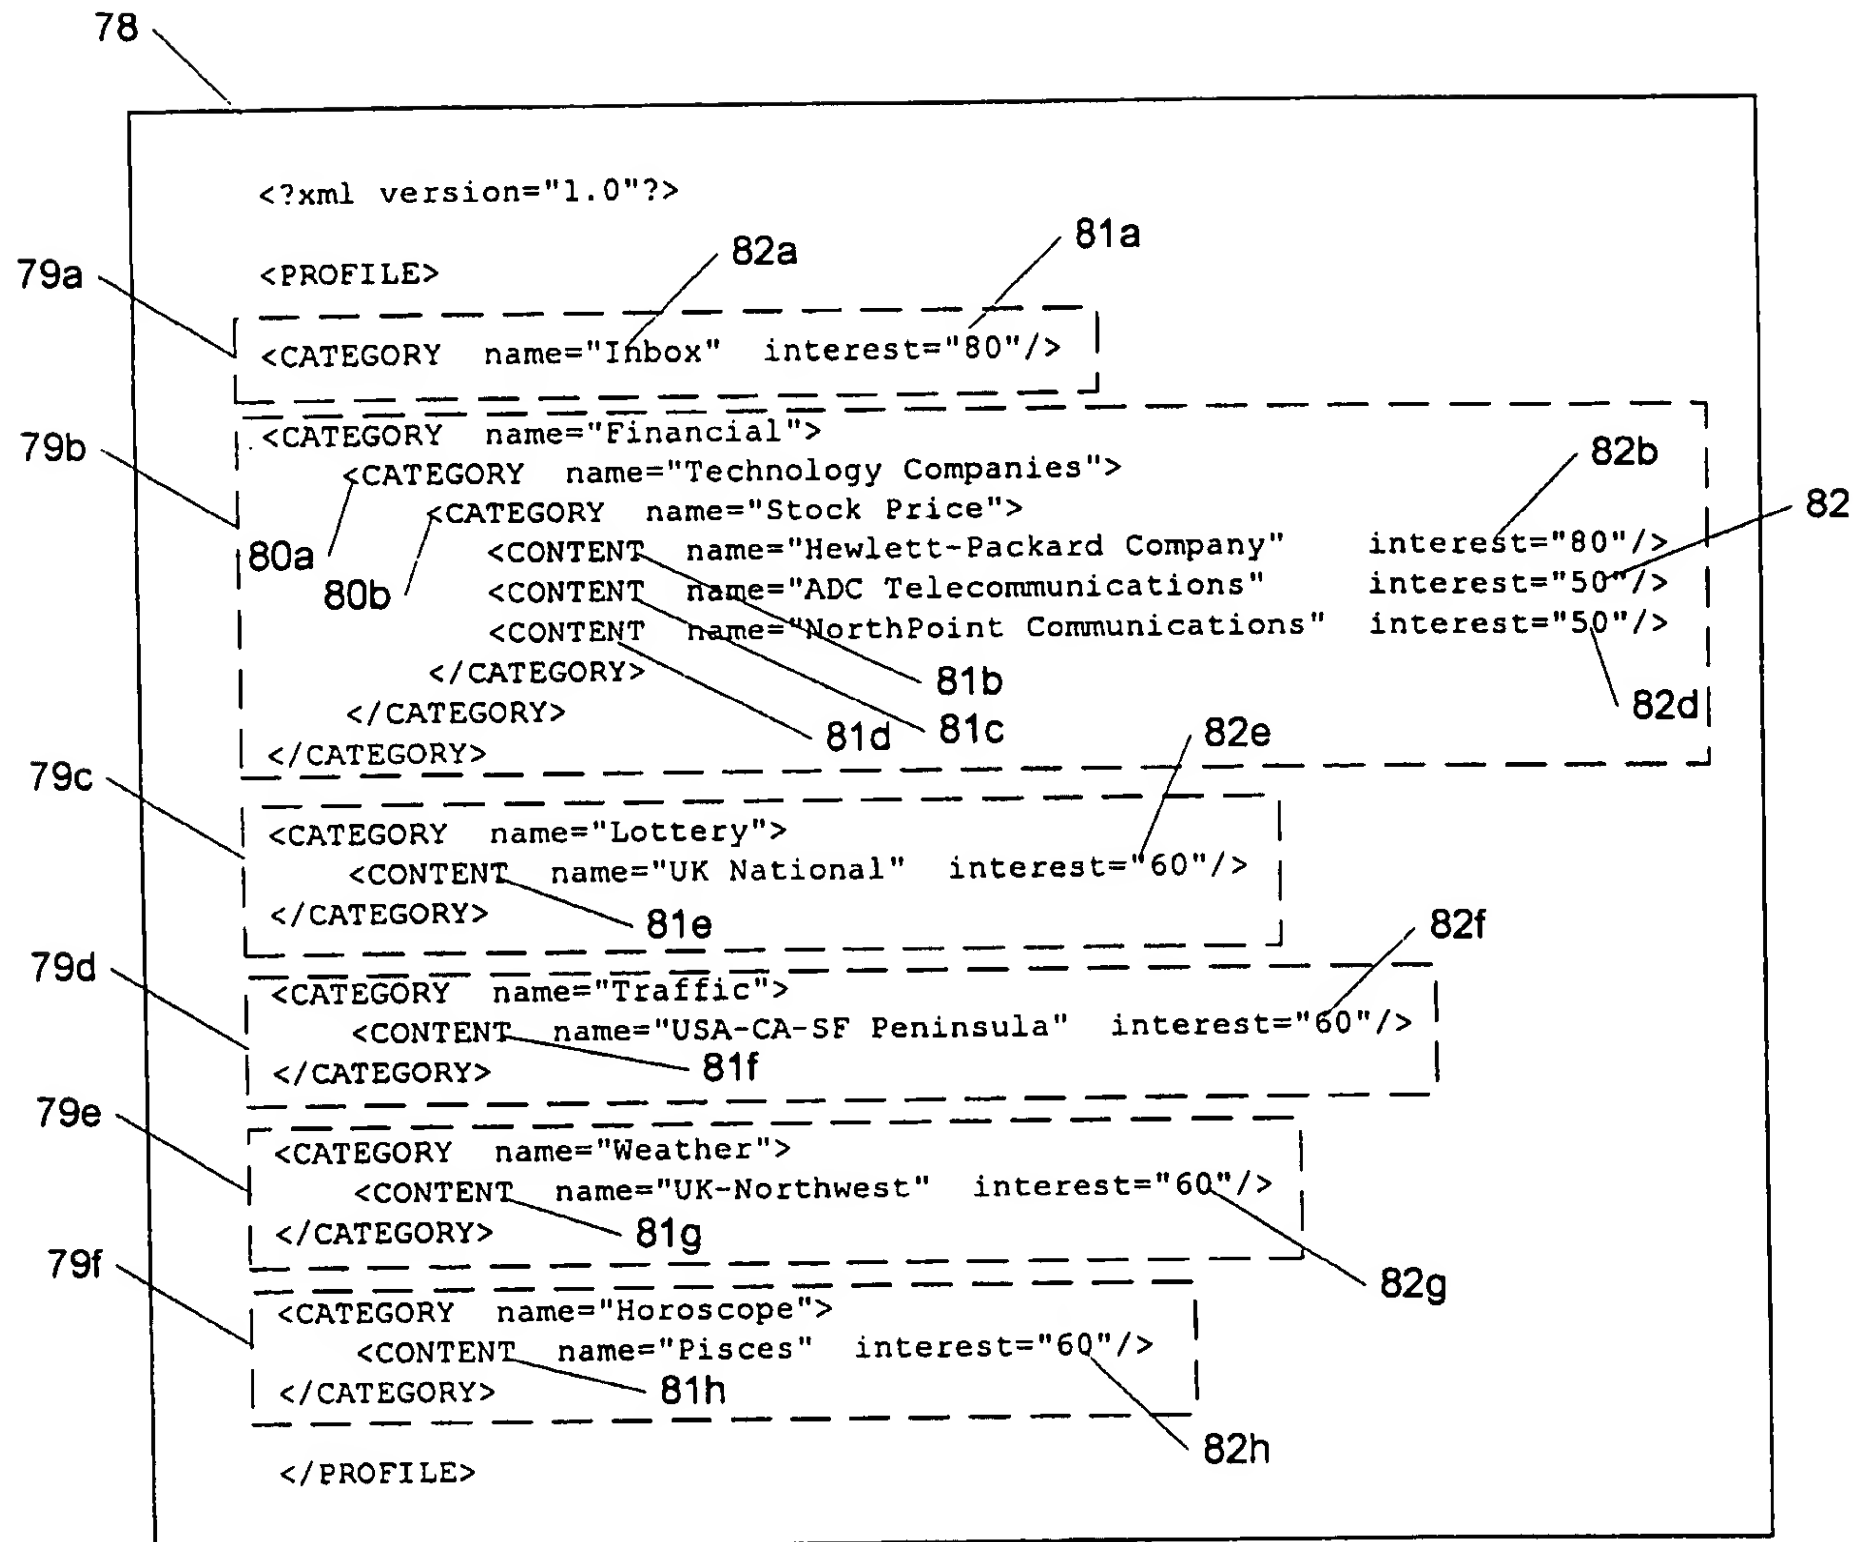 78
<?xml version="1.0"?>
82a
81a
79a
<PROFILE>
<CATEGORY name="Inbox" interest="80"/>
79b
<CATEGORY name="Financial">
82b
<CATEGORY name="Technology Companies">
82
<CATEGORY name="Stock Price">
80a
<CONTENT name="Hewlett-Packard Company" interest="80"/>
80b
<CONTENT name="ADC Telecommunications" interest="50"/>
<CONTENT name="NorthPoint Communications" interest="50"/>
</CATEGORY>
81b
82d
</CATEGORY>
81d
81c
82e
</CATEGORY>
79c
<CATEGORY name="Lottery">
<CONTENT name="UK National" interest="60"/>
</CATEGORY>
81e
82f
79d
<CATEGORY name="Traffic">
<CONTENT name="USA-CA-SF Peninsula" interest="60"/>
</CATEGORY>
81f
79e
<CATEGORY name="Weather">
<CONTENT name="UK-Northwest" interest="60"/>
</CATEGORY>
81g
79f
82g
<CATEGORY name="Horoscope">
<CONTENT name="Pisces" interest="60"/>
</CATEGORY>
81h
82h
</PROFILE>